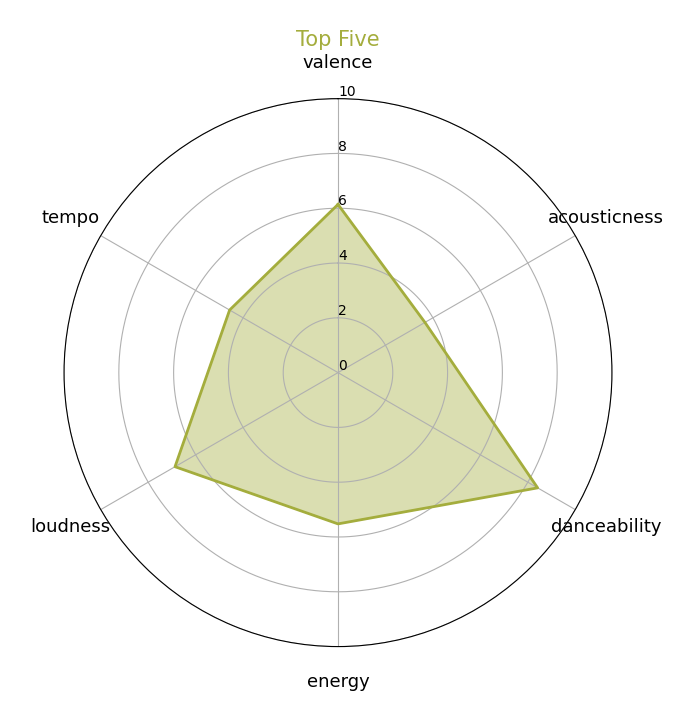 Top Five
valence
10
8
tempo
acousticness
6
4
2
0
loudness
danceability
energy